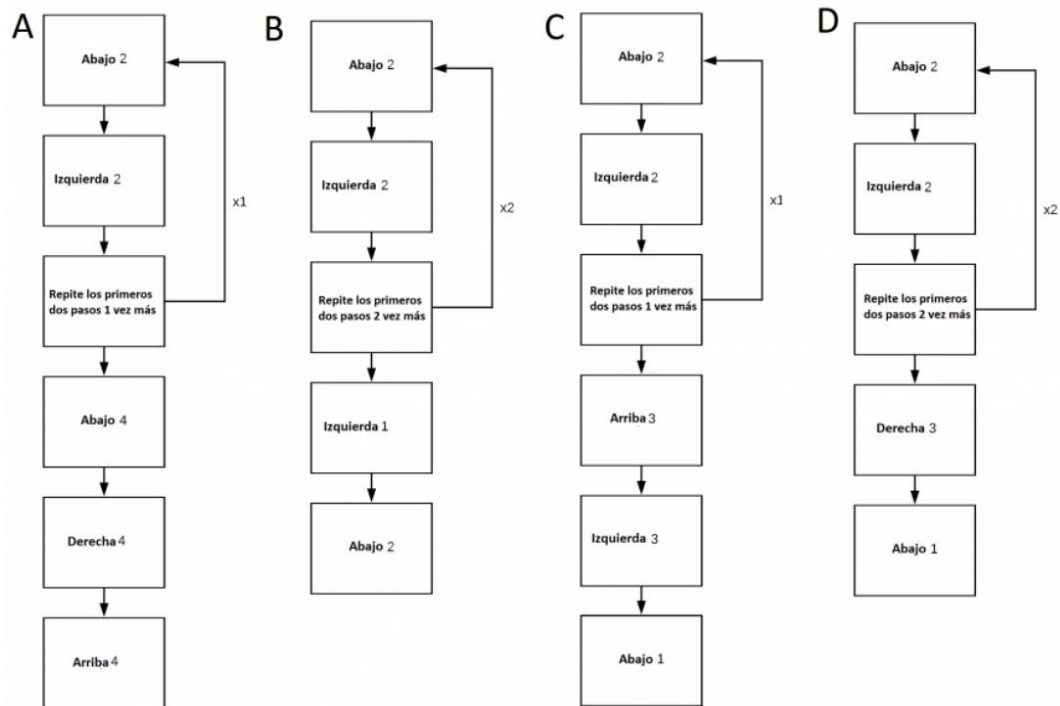 A
Abajo 2
Izquierda 2
x1
Repite los primeros
dos pasos 1 vez más
Abajo 4
Derecha 4
Arriba 4
B
Abajo 2
Izquierda 2
x2
Repite los primeros
dos pasos 2 vez más
Izquierda 1
Abajo 2
C
Abajo 2
Izquierda 2
x1
Repite los primeros
dos pasos 1 vez más
Arriba 3
Izquierda 3
Abajo 1
D
Abajo 2
Izquierda 2
x2
Repite los primeros
dos pasos 2 vez más
Derecha 3
Abajo 1